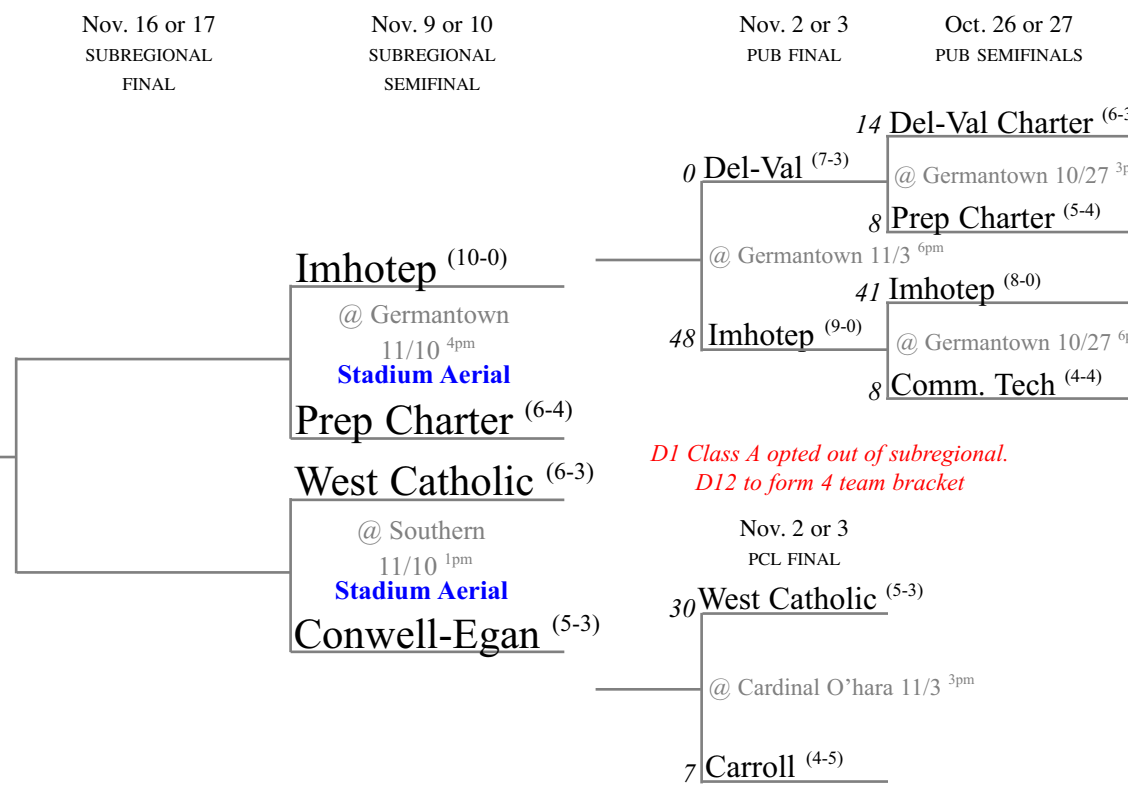 Nov. 16 or 17
SUBREGIONAL
FINAL
Nov. 9 or 10
SUBREGIONAL
SEMIFINAL
Nov. 2 or 3
PUB FINAL
Oct. 26 or 27
PUB SEMIFINALS
Imhotep (10-0)
@ Germantown
11/10 4pm
Stadium Aerial
Prep Charter (6-4)
West Catholic (6-3)
@ Southern
11/10 1pm
Stadium Aerial
Conwell-Egan (5-3)
0 Del-Val (7-3)
@ Germantown 11/3 6pm
48 Imhotep (9-0)
14 Del-Val Charter (6-3
@ Germantown 10/27
8 Prep Charter (5-4)
41 Imhotep (8-0)
@ Germantown 10/27
8 Comm. Tech (4-4)
D1 Class A opted out of subregional.
D12 to form 4 team bracket
Nov. 2 or 3
PCL FINAL
30 West Catholic (5-3)
@ Cardinal O'hara 11/3 3pm
7 Carroll (4-5)